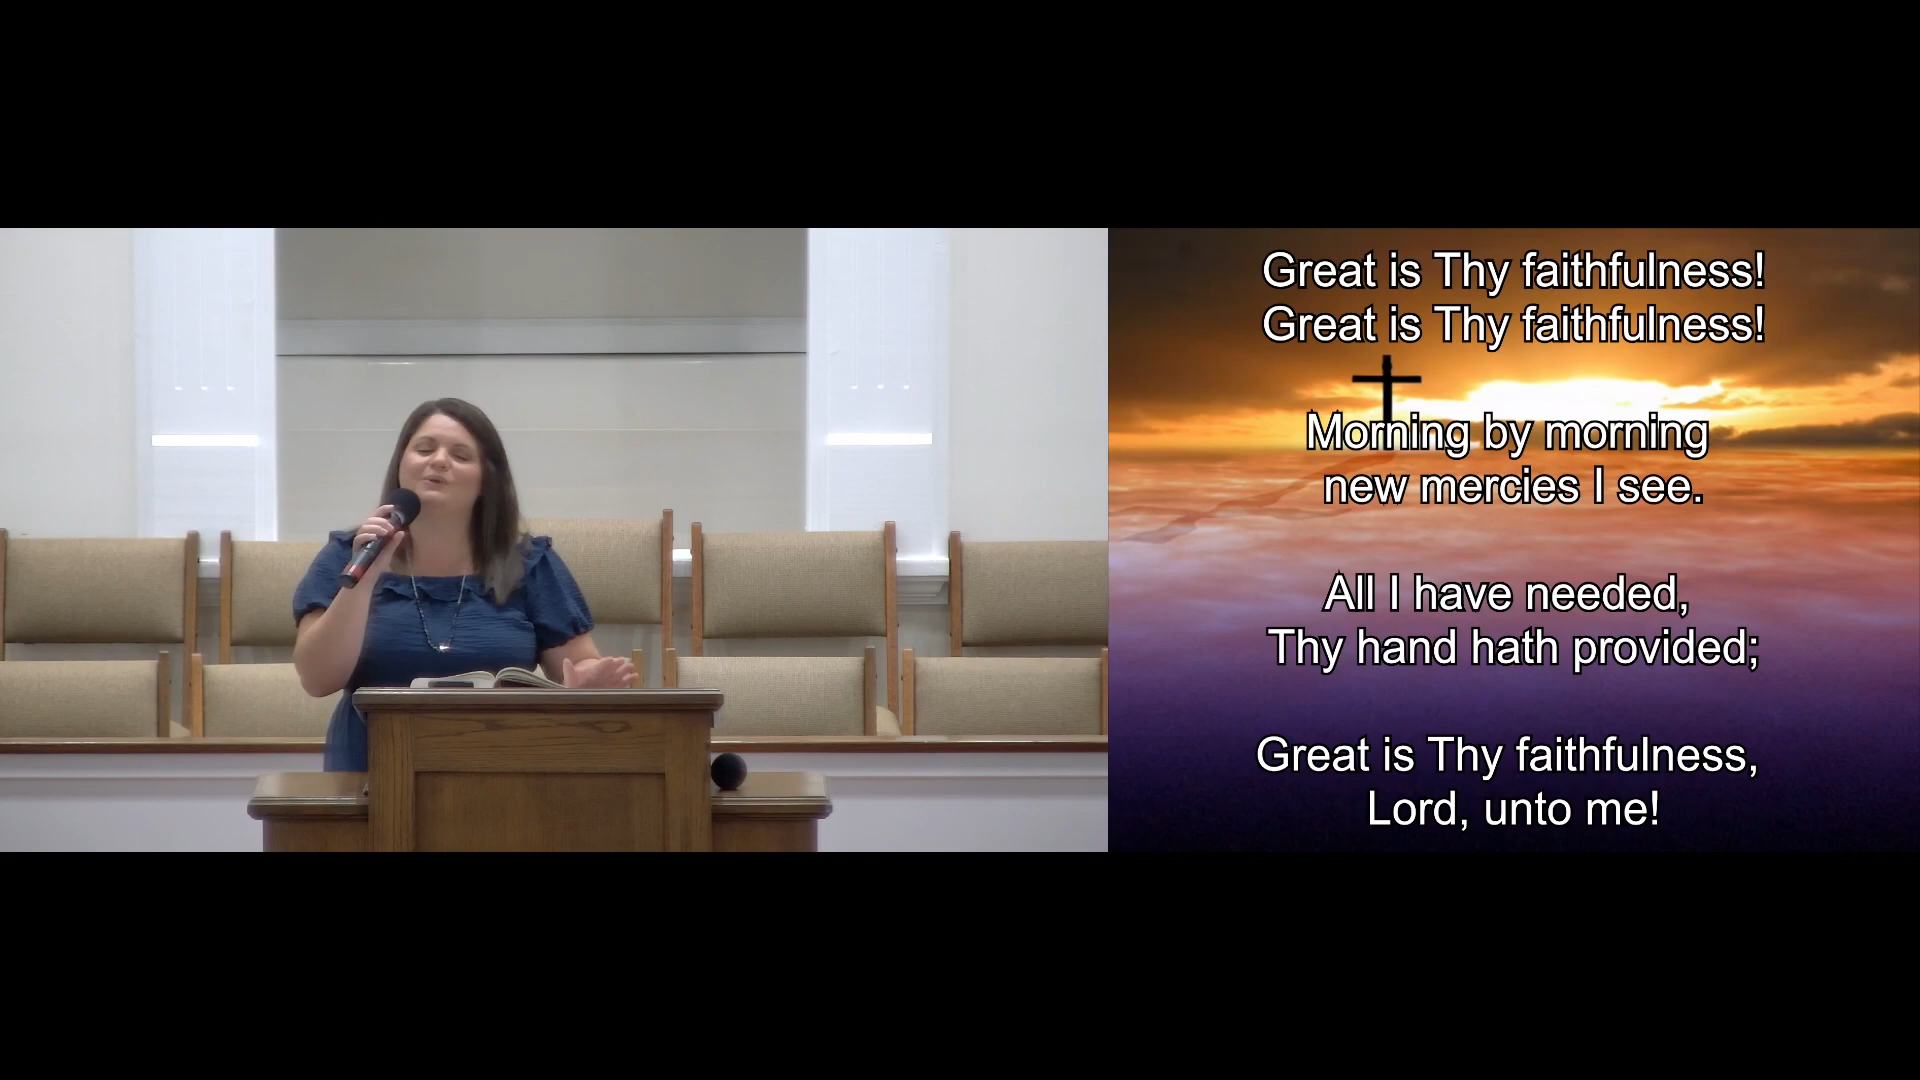 Great is Thy faithfulness!
Great is Thy faithfulness!
Morning by morning
new mercies I see.
All I have needed,
Thy hand hath provided;
Great is Thy faithfulness,
Lord, unto me!